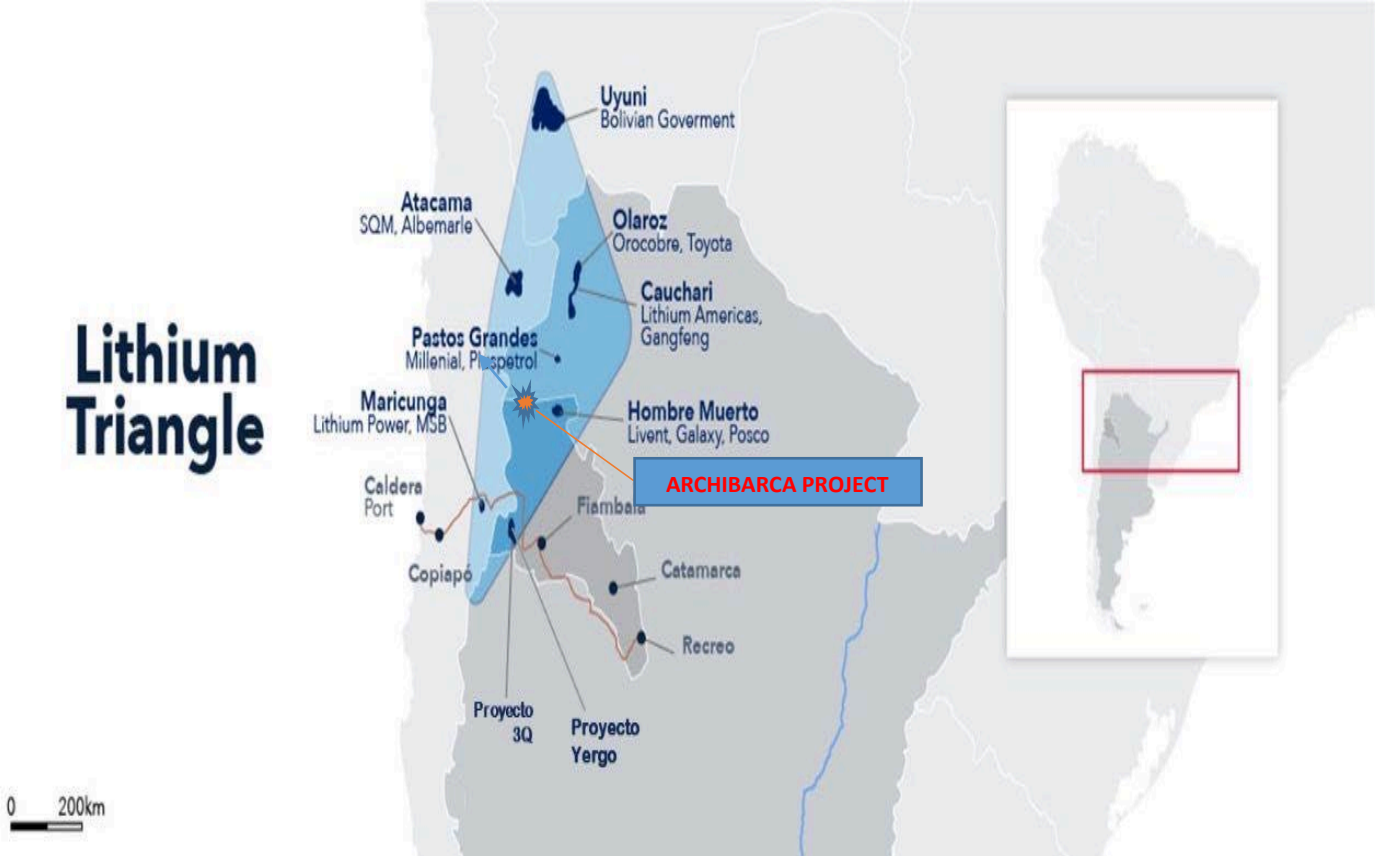 Lithium
Triangle
Uyuni
Bolivian Goverment
Atacama
SQM, Albemarle
Olaroz
Orocobre, Toyota
Cauchari
Lithium Americas,
Gangfeng
Pastos Grandes
Millenial,
Maricunga
Lithium Power, MSB
Hombre Muerto
Livent, Galaxy, Posco
ARCHIBARCA PROJECT
Caldera
Port
Copiapó
Catamarca
Recreo
Proyecto
3Q
Proyecto
Yergo
0 200km